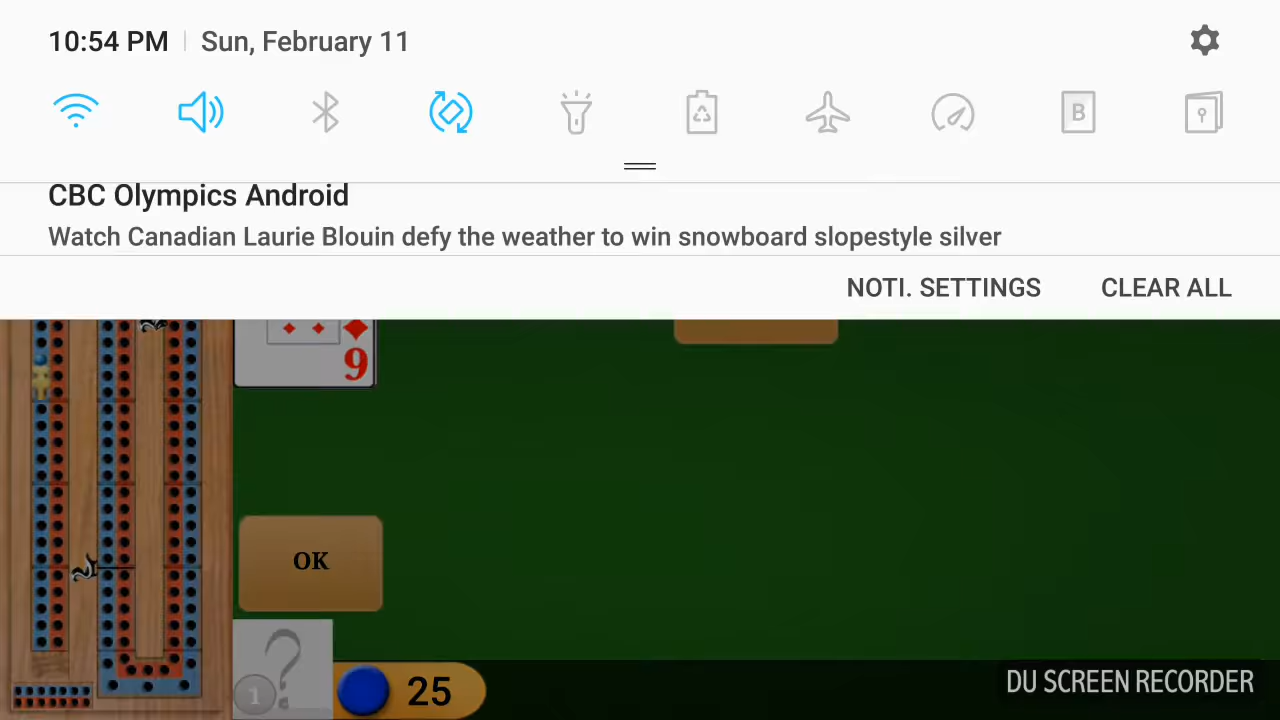 10:54 PM Sun, February 11
B
CBC Olympics Android
Watch Canadian Laurie Blouin defy the weather to win snowboard slopestyle silver
NOTI. SETTINGS CLEAR ALL
9
OK
?
1
25
DU SCREEN RECORDER